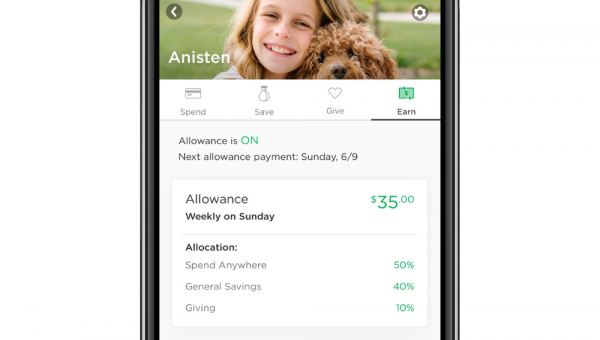 Anisten
Spend Save Give Earn
Allowance is ON
Next allowance payment: Sunday, 6/9
Allowance $35.00
Weekly on Sunday
Allocation:
Spend Anywhere 50%
General Savings 40%
Giving 10%